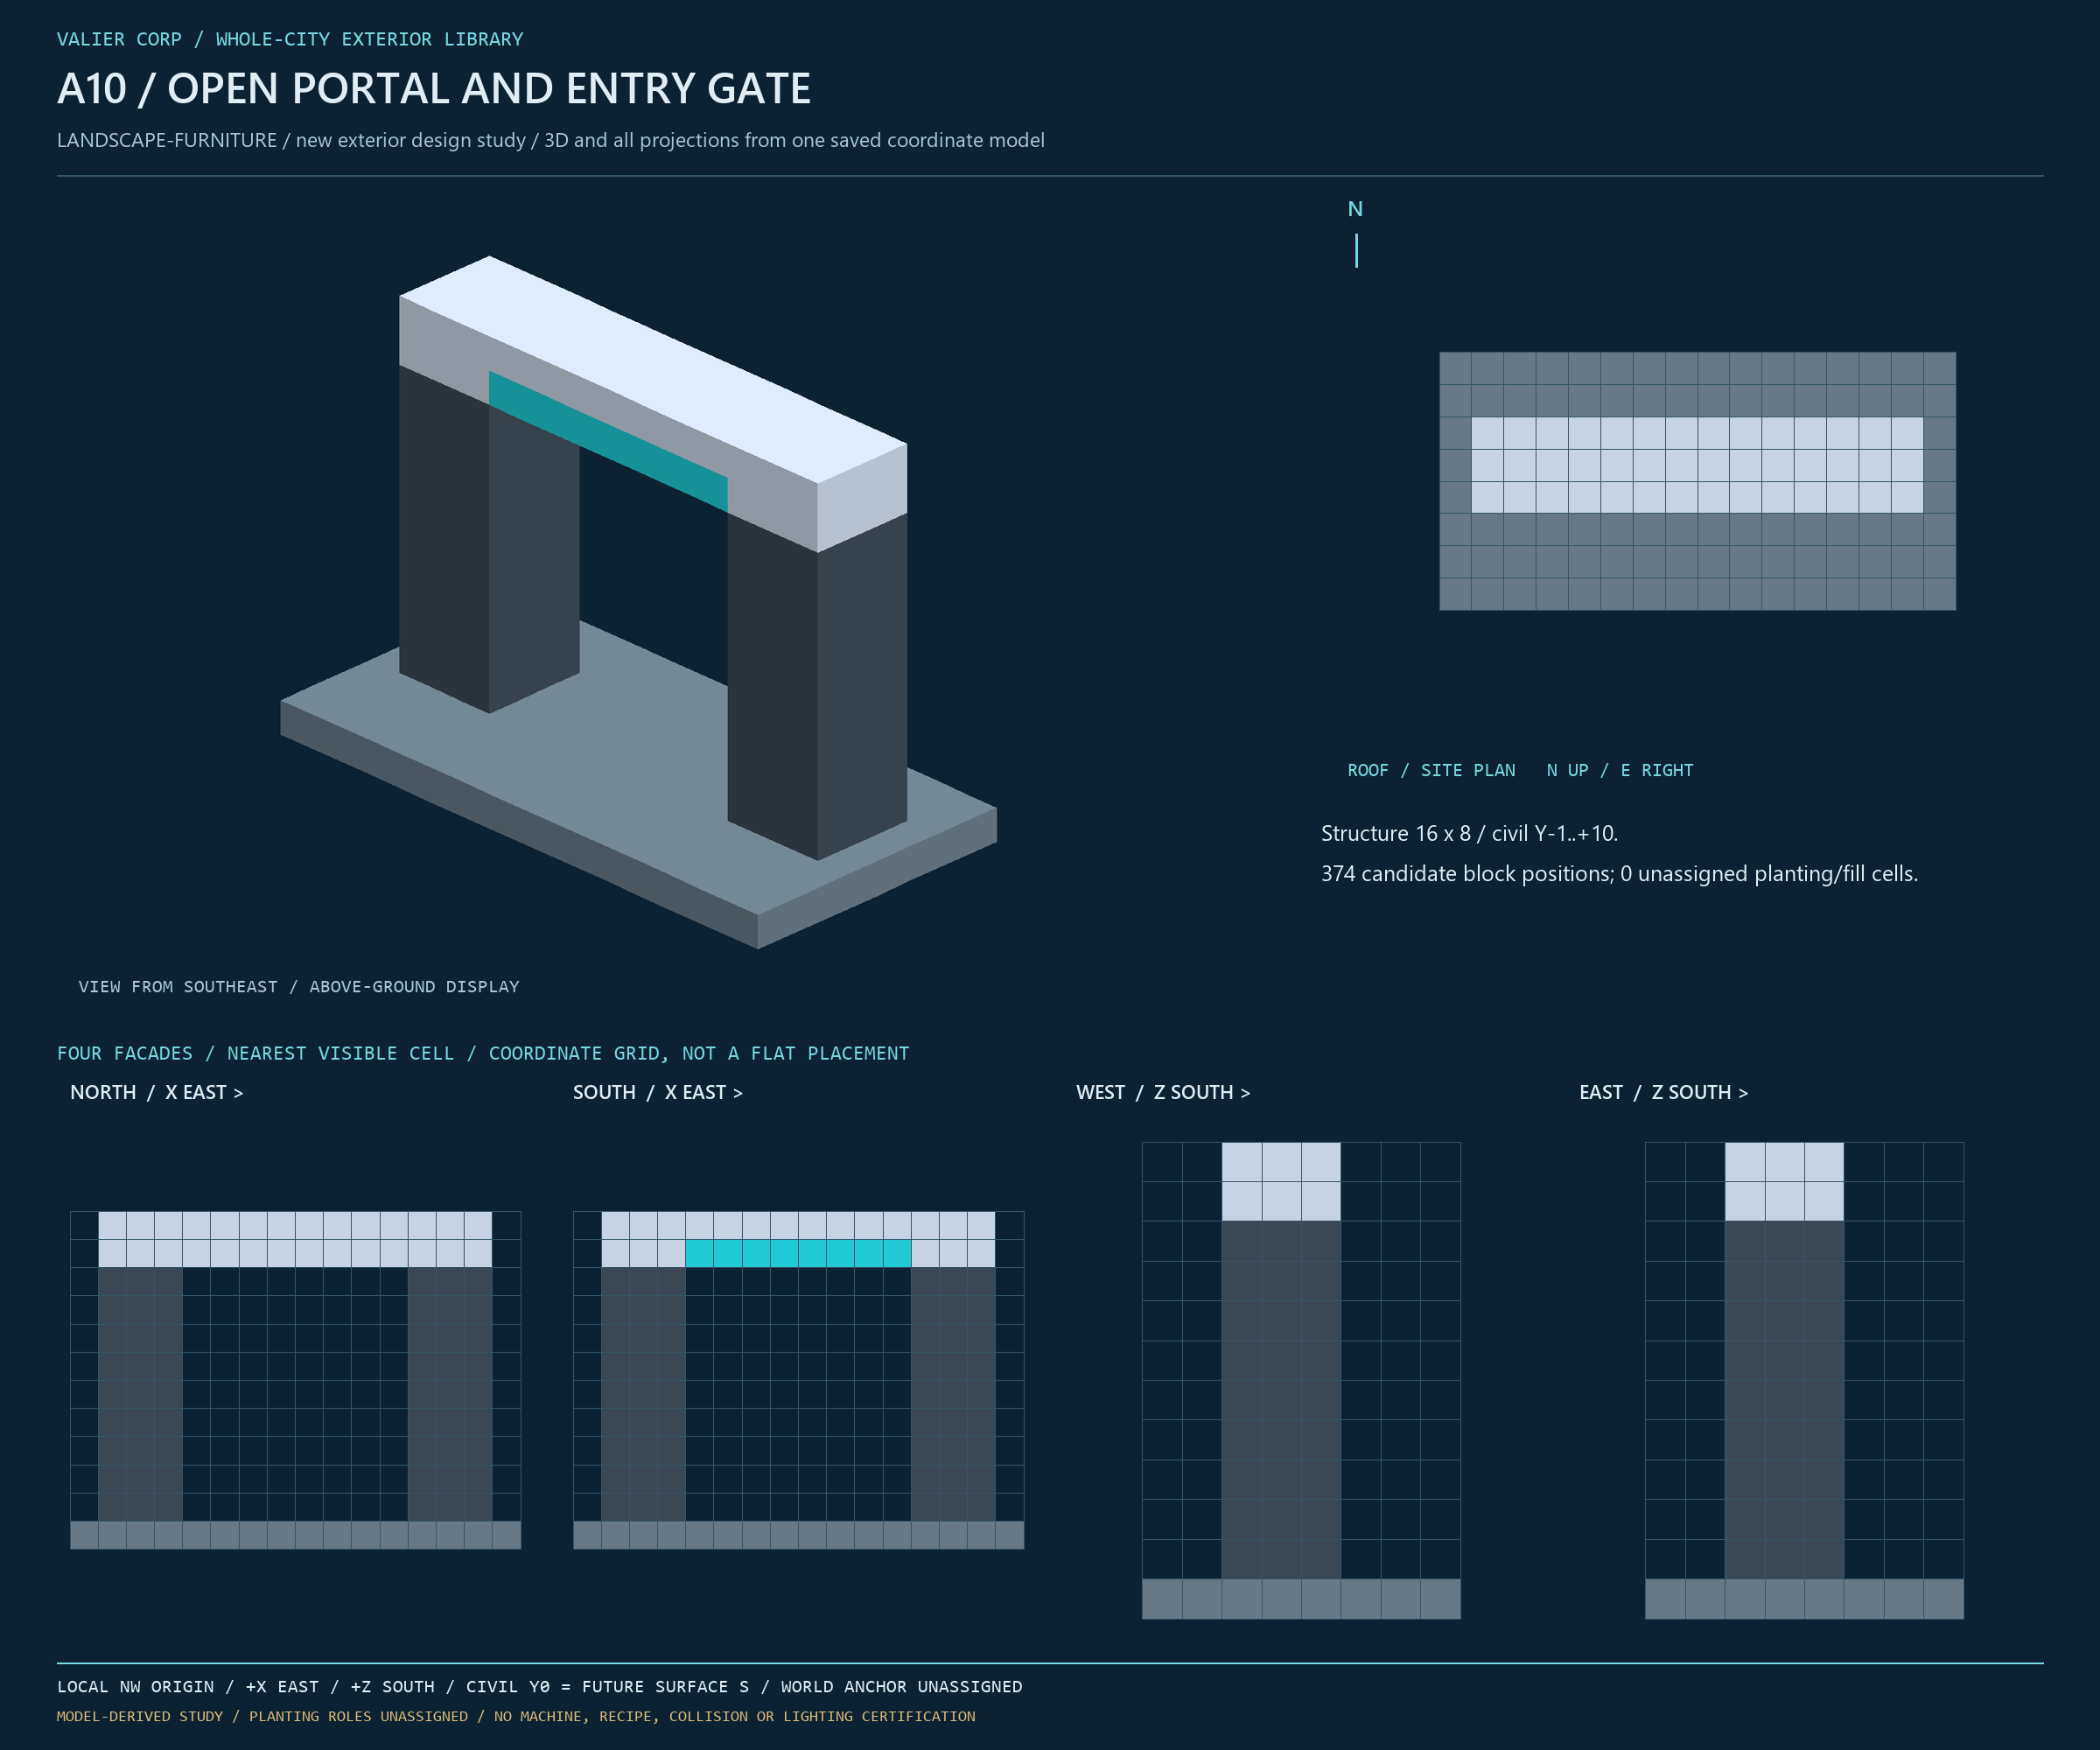 VALIER CORP / WHOLE-CITY EXTERIOR LIBRARY
A10 / OPEN PORTAL AND ENTRY GATE
LANDSCAPE-FURNITURE / new exterior design study / 3D and all projections from one saved coordinate model
N
ROOF / SITE PLAN   N UP / E RIGHT
Structure 16 x 8 / civil Y-1..+10.
374 candidate block positions; 0 unassigned planting/fill cells.
VIEW FROM SOUTHEAST / ABOVE-GROUND DISPLAY
FOUR FACADES / NEAREST VISIBLE CELL / COORDINATE GRID, NOT A FLAT PLACEMENT
NORTH / X EAST >
SOUTH / X EAST >
WEST / Z SOUTH >
EAST / Z SOUTH >
LOCAL NW ORIGIN / +X EAST / +Z SOUTH / CIVIL Y0 = FUTURE SURFACE S / WORLD ANCHOR UNASSIGNED
MODEL-DERIVED STUDY / PLANTING ROLES UNASSIGNED / NO MACHINE, RECIPE, COLLISION OR LIGHTING CERTIFICATION